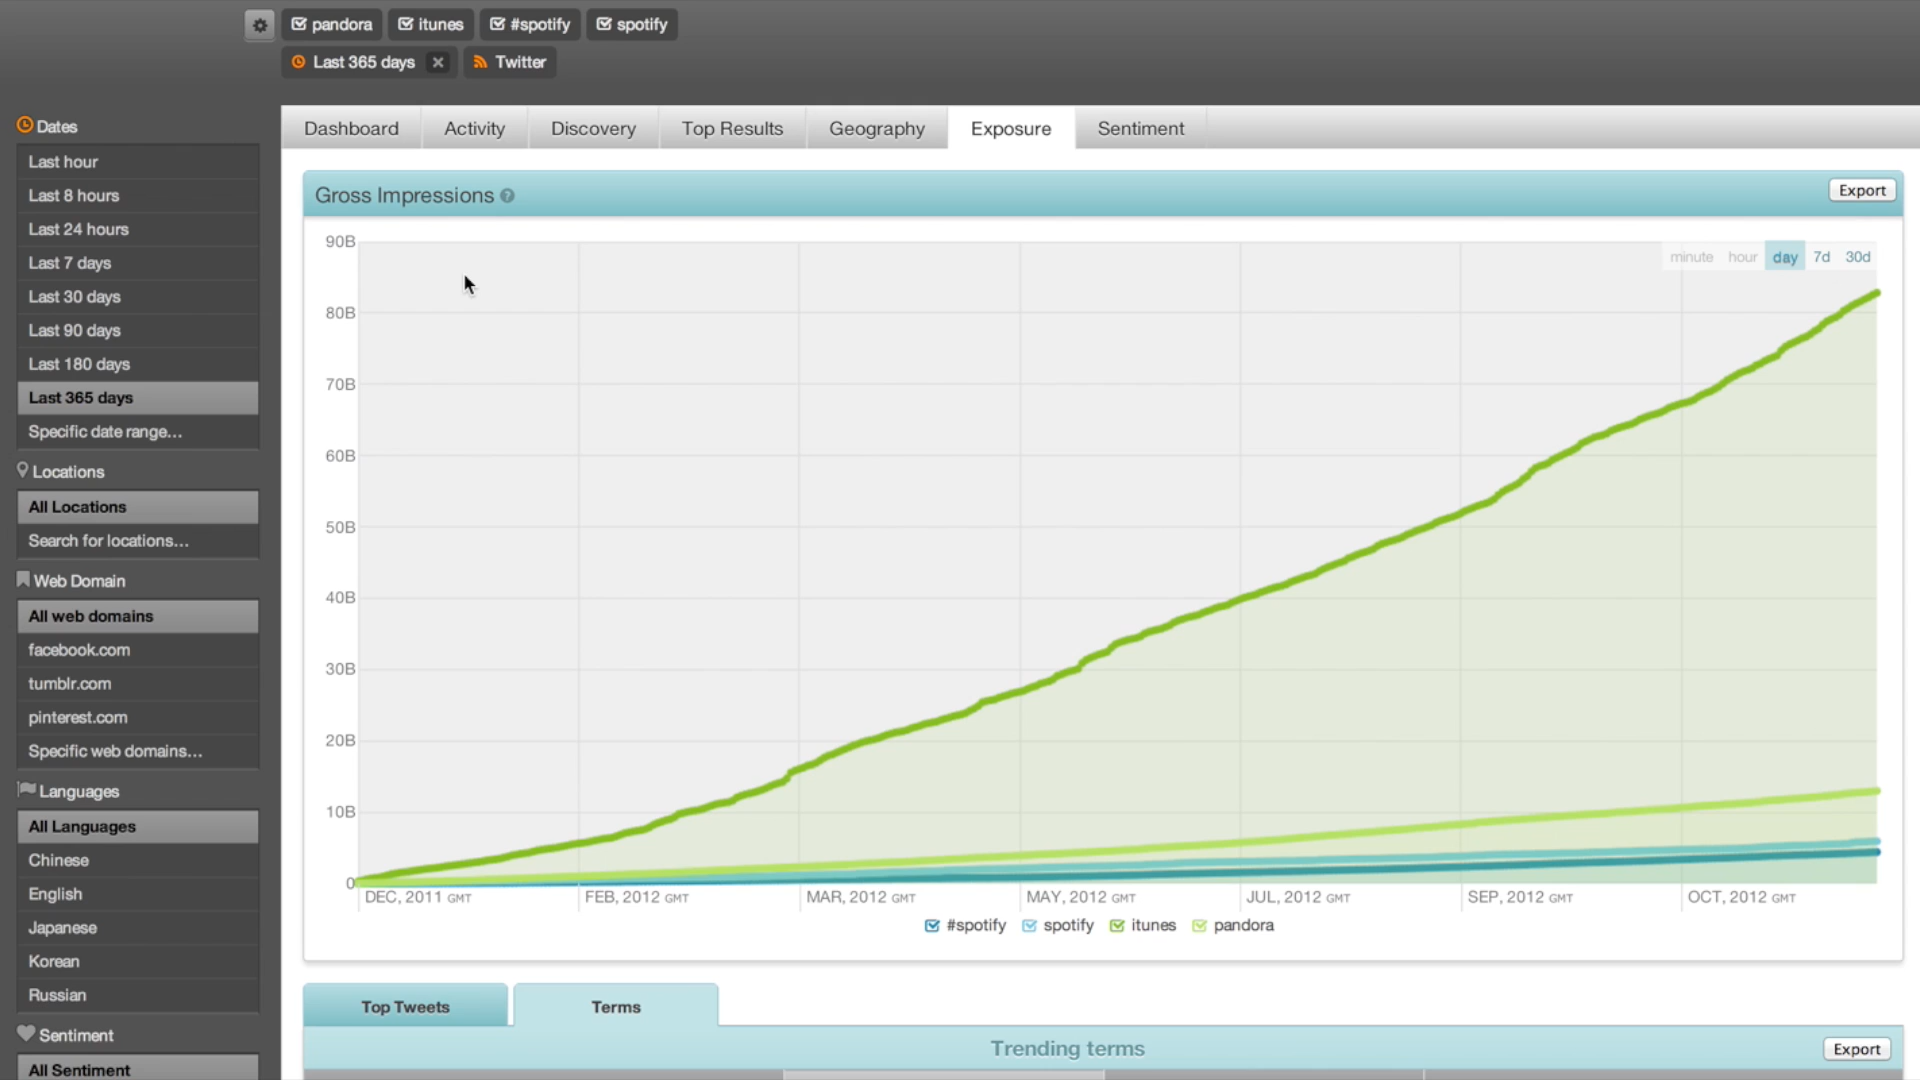 pandora itunes #spotify spotify
Last 365 days Twitter
Dates
Last hour
Last 8 hours
Last 24 hours
Last 7 days
Last 30 days
Last 90 days
Last 180 days
Last 365 days
Specific date range...
Locations
All Locations
Search for locations...
Web Domain
All web domains
facebook.com
tumblr.com
pinterest.com
Specific web domains...
Languages
All Languages
Chinese
English
Japanese
Korean
Russian
Sentiment
All Sentiment
Dashboard Activity Discovery Top Results Geography Exposure Sentiment
Gross Impressions ? Export
minute hour day 7d 30d
90B
80B
70B
60B
50B
40B
30B
20B
10B
0
DEC, 2011 GMT FEB, 2012 GMT MAR, 2012 GMT MAY, 2012 GMT JUL, 2012 GMT SEP, 2012 GMT OCT, 2012 GMT
#spotify spotify itunes pandora
Top Tweets Terms
Trending terms Export